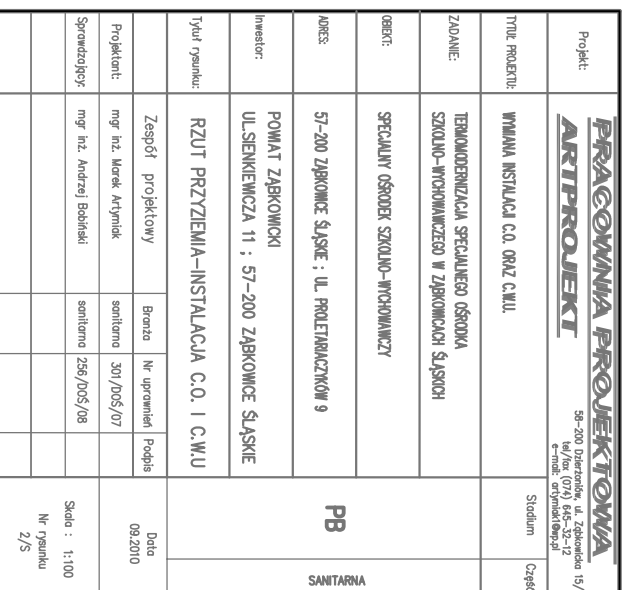 Projekt:
PRACOWNIA PROJEKTOWA
ARTPROJEKT
58-200 Dzierżoniów, ul. Ząbkowicka 15/
tel/fax (074) 645-32-12
e-mail: artymiak1@wp.pl
TYTUŁ PROJEKTU:
WYMIANA INSTALACJI C.O. ORAZ C.W.U.
Stadium
Część
ZADANIE:
TERMOMODERNIZACJA SPECJALNEGO OŚRODKA
SZKOLNO-WYCHOWAWCZEGO W ZĄBKOWICACH ŚLĄSKICH
OBIEKT:
SPECJALNY OŚRODEK SZKOLNO-WYCHOWAWCZY
PB
SANITARNA
ADRES:
57-200 ZĄBKOWICE ŚLĄSKIE ; UL. PROLETARIACZYKÓW 9
Inwestor:
POWIAT ZĄBKOWICKI
UL.SIENKIEWICZA 11 ; 57-200 ZĄBKOWICE ŚLĄSKIE
Tytuł rysunku:
RZUT PRZYZIEMIA-INSTALACJA C.O. I C.W.U
Zespół projektowy
Branża
Nr uprawnień
Podpis
Data
09.2010
Projektant:
mgr inż. Marek Artymiak
sanitarna
301/DOŚ/07
Sprawdzający:
mgr inż. Andrzej Bobiński
sanitarna
256/DOŚ/08
Skala : 1:100
Nr rysunku
2/S